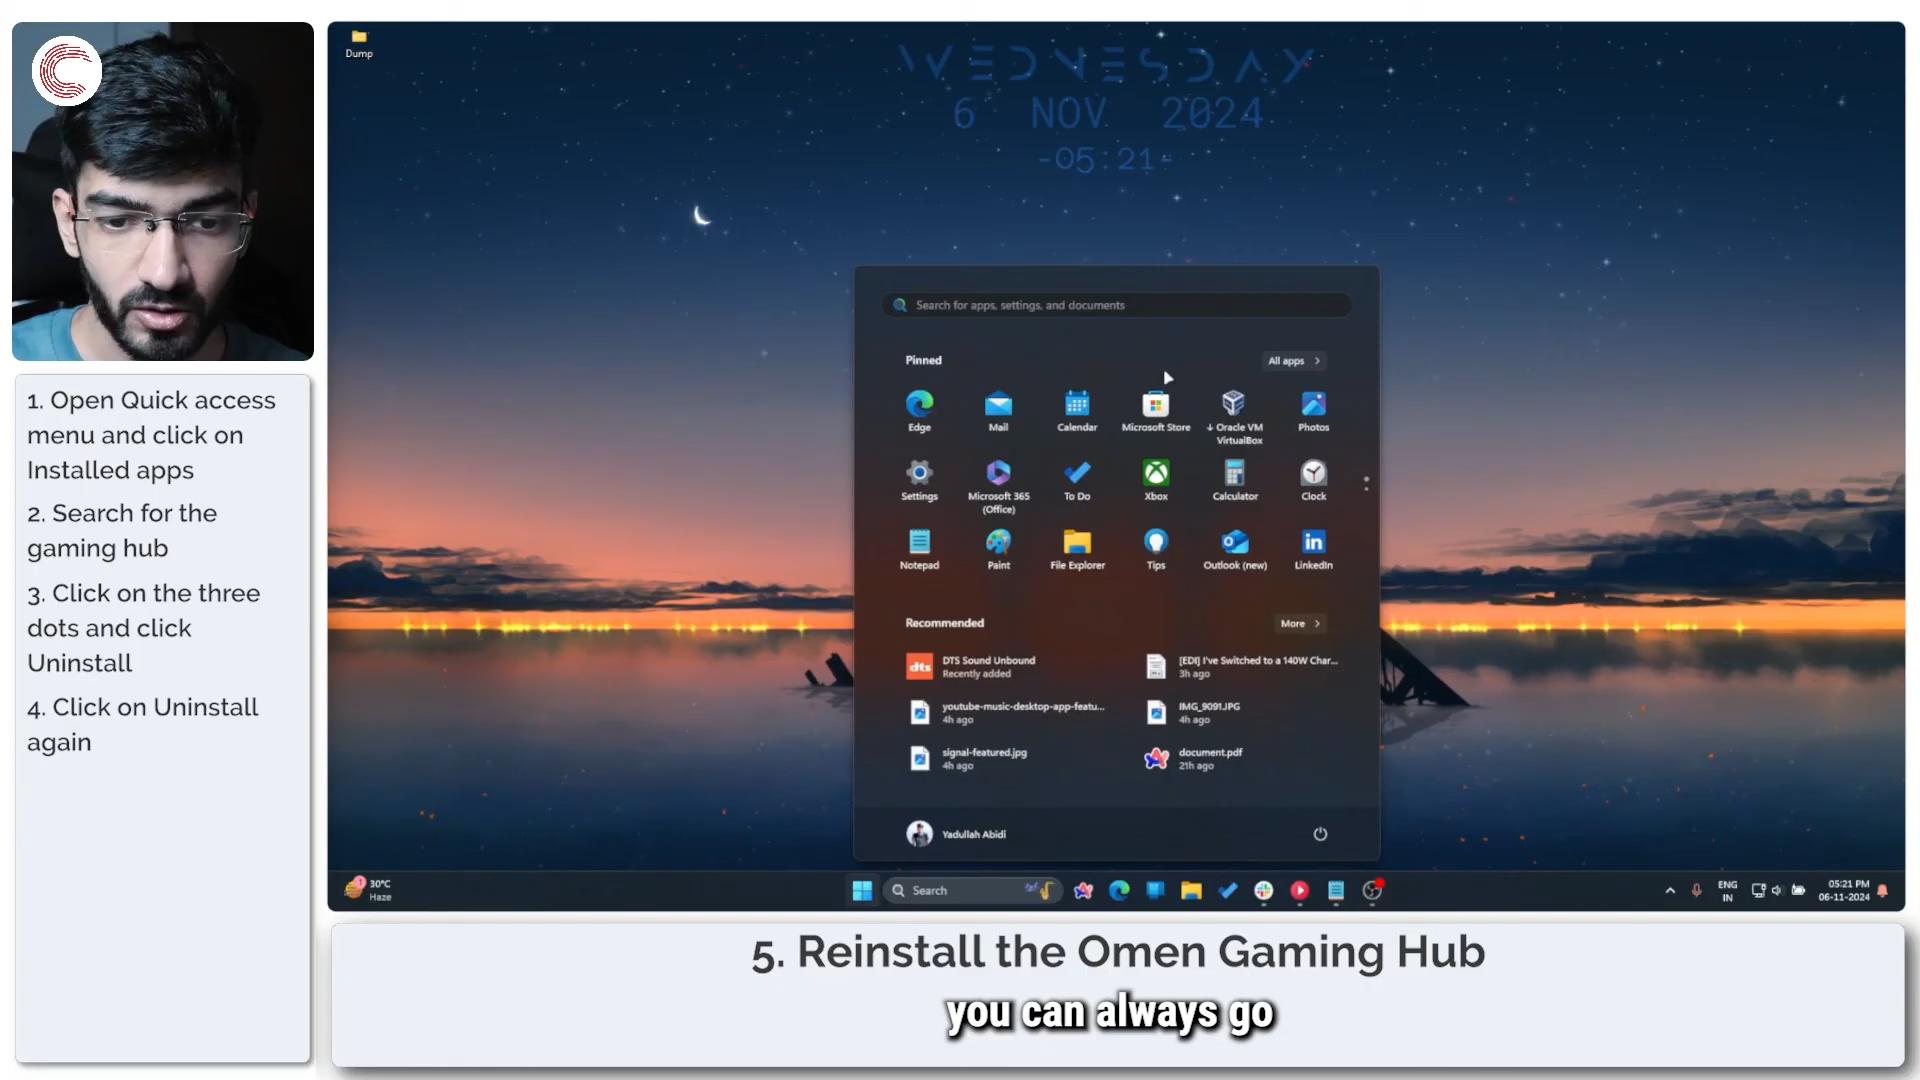 1. Open Quick access
menu and click on
Installed apps
2. Search for the
gaming hub
3. Click on the three
dots and click
Uninstall
4. Click on Uninstall
again
Dump
WEDNESDAY
6 NOV 2024
-05:21-
Search for apps, settings, and documents
Pinned
All apps
Edge
Mail
Calendar
Microsoft Store
Oracle VM
VirtualBox
Photos
Settings
Microsoft 365
(Office)
To Do
Xbox
Calculator
Clock
Notepad
Paint
File Explorer
Tips
Outlook (new)
LinkedIn
Recommended
More
dts
DTS Sound Unbound
Recently added
[EDI] I've Switched to a 140W Char...
3h ago
youtube-music-desktop-app-featu...
4h ago
IMG_9091.JPG
4h ago
signal-featured.jpg
4h ago
document.pdf
21h ago
Yadullah Abidi
1
30°C
Haze
Search
ENG
IN
05:21 PM
06-11-2024
5. Reinstall the Omen Gaming Hub
you can always go